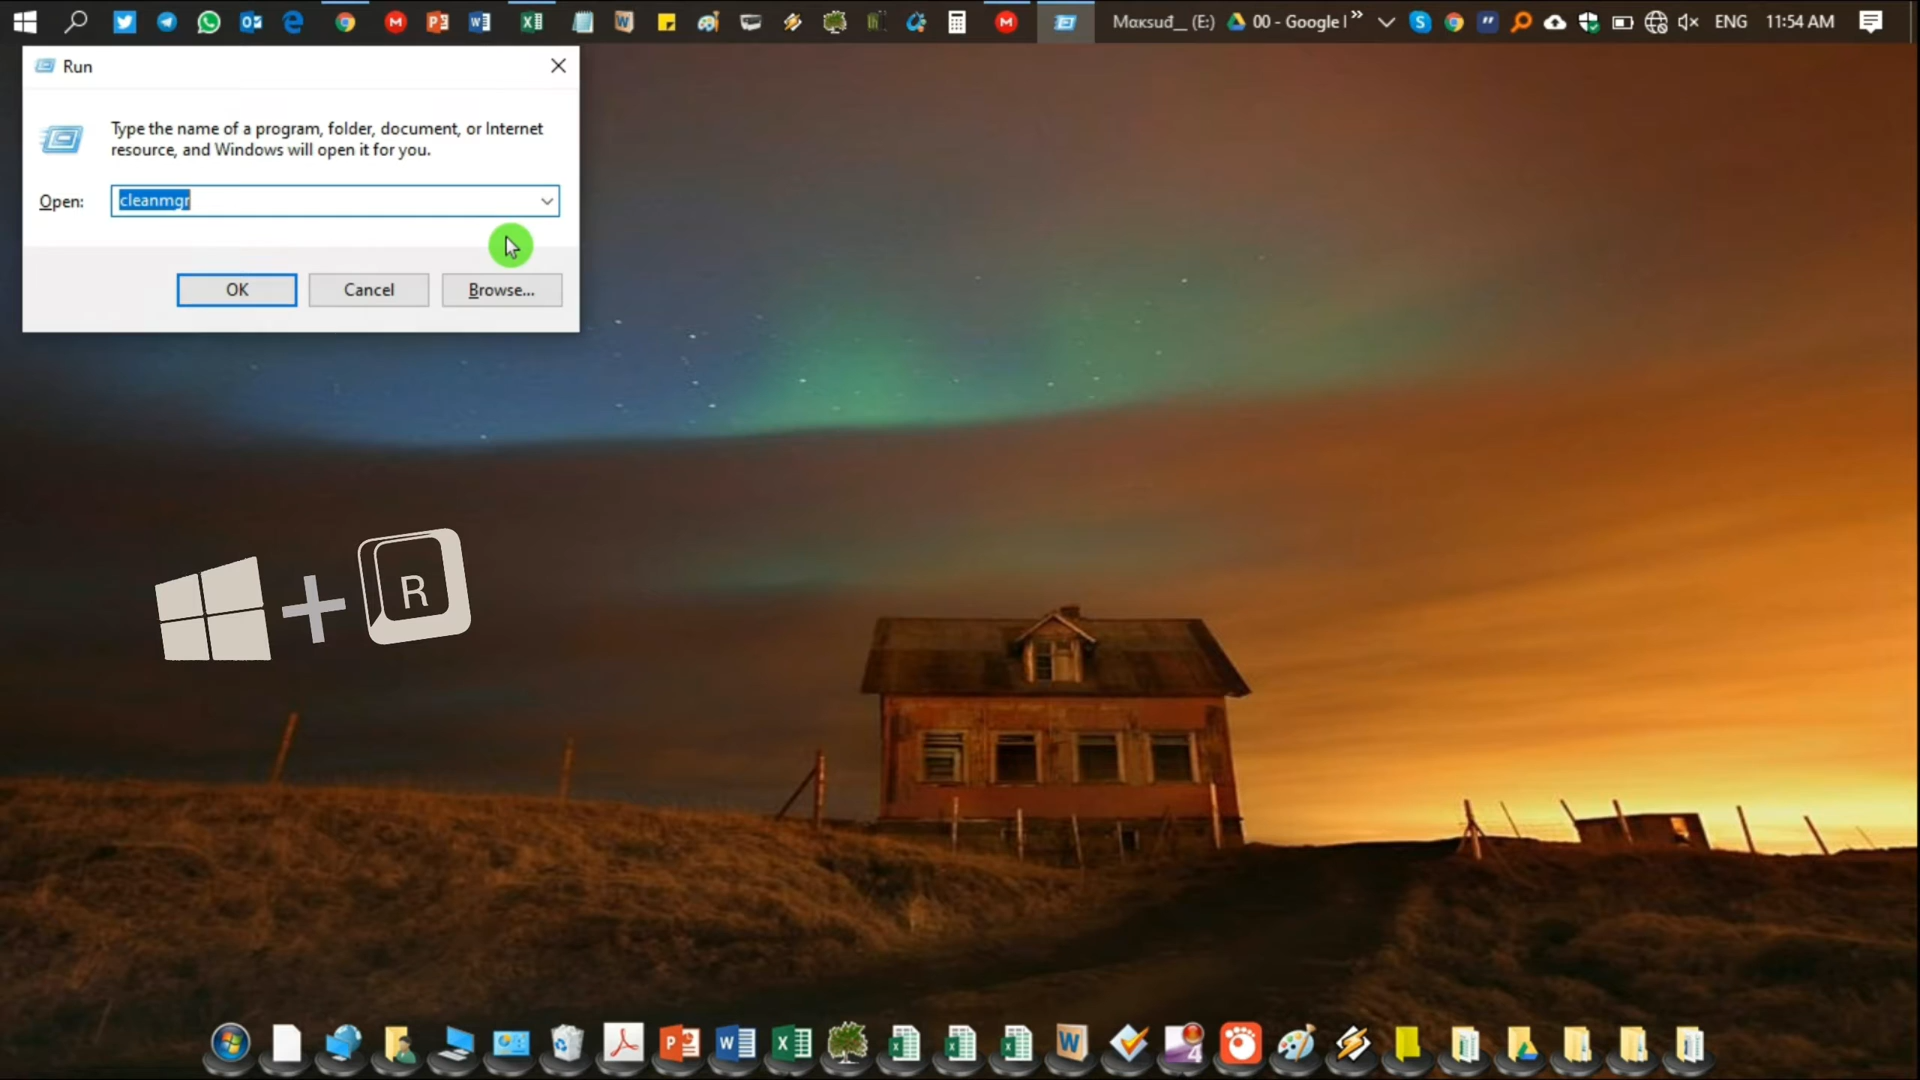 Maĸsuđ__ (E:)
00 - Google l
»
ENG
11:54 AM
Run
Type the name of a program, folder, document, or Internet
resource, and Windows will open it for you.
Open:
cleanmgr
OK
Cancel
Browse...
+
R